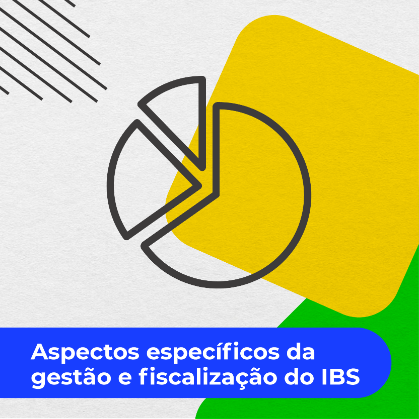 Aspectos específicos da
gestão e fiscalização do IBS